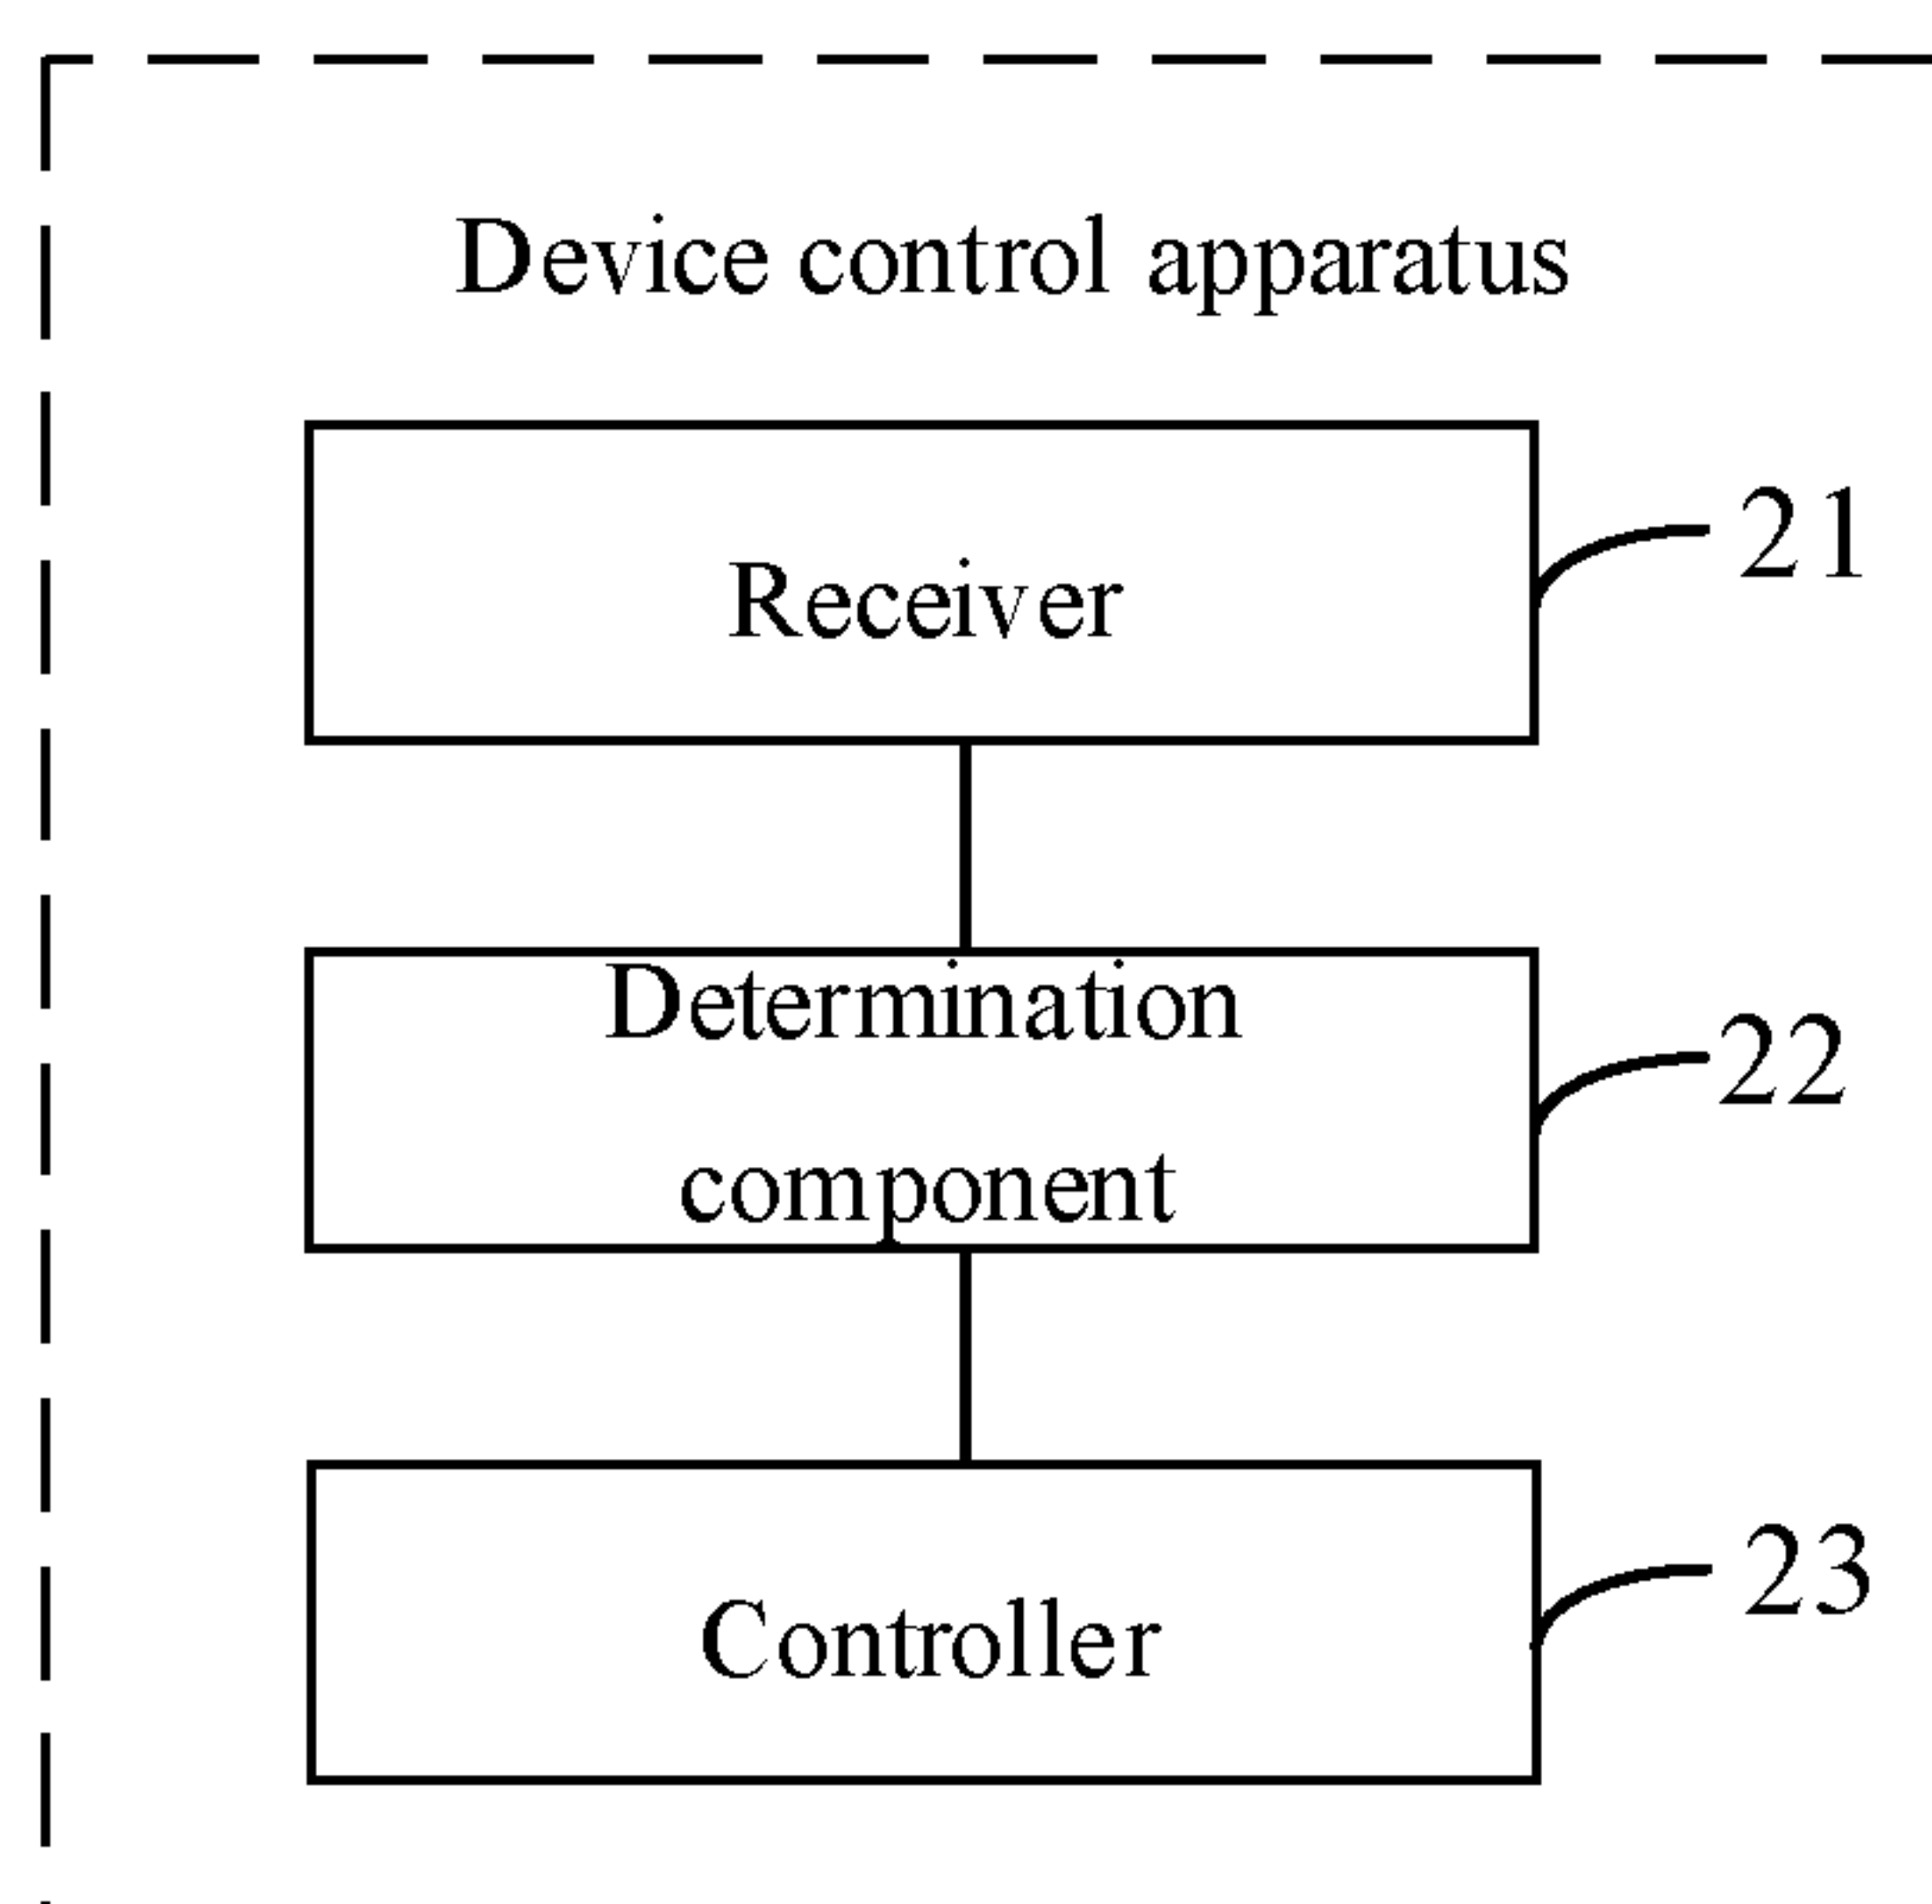 Device control apparatus
Receiver
21
Determination
component
22
Controller
23